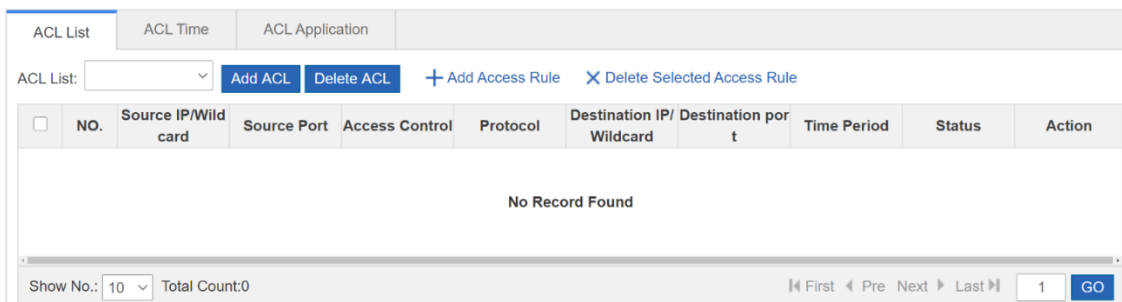 ACL List ACL Time ACL Application
ACL List: Add ACL Delete ACL Add Access Rule Delete Selected Access Rule
NO. Source IP/Wild
card Source Port Access Control Protocol Destination IP/
Wildcard Destination por
t Time Period Status Action
No Record Found
Show No.: 10 Total Count:0 First Pre Next Last 1 GO